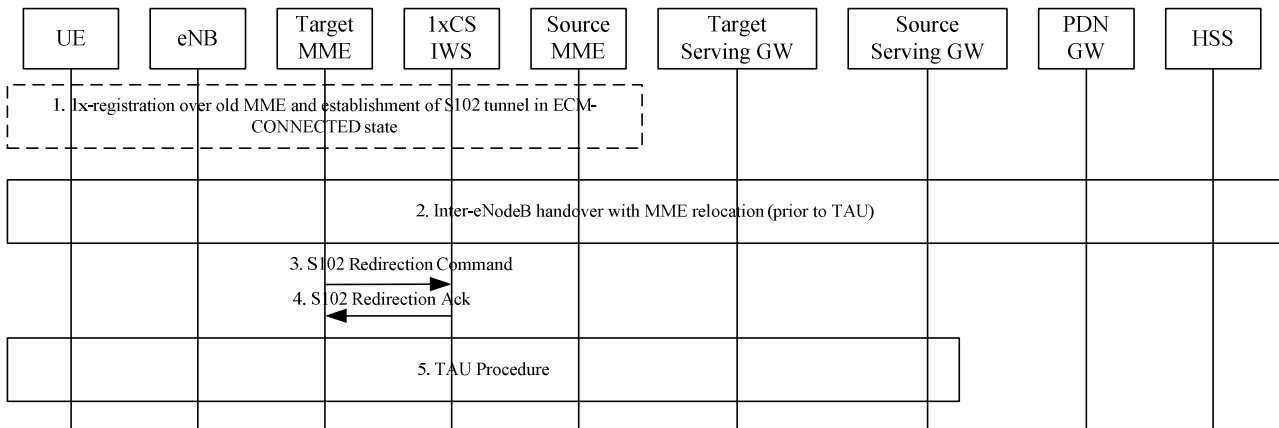 UE
eNB
Target
MME
1xCS
IWS
Source
MME
Target
Serving GW
Source
Serving GW
PDN
GW
HSS
1. 1x-registration over old MME and establishment of S102 tunnel in ECM-
CONNECTED state
2. Inter-eNodeB handover with MME relocation (prior to TAU)
3. S102 Redirection Command
4. S102 Redirection Ack
5. TAU Procedure